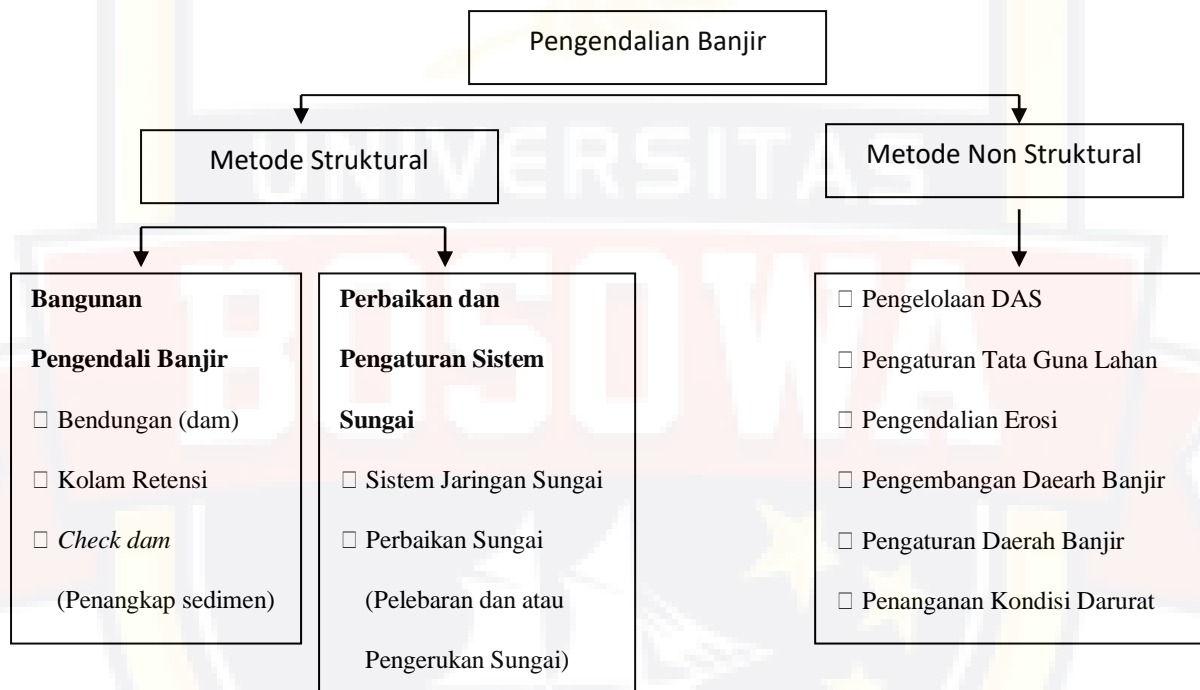 Pengendalian Banjir
Metode Struktural
Metode Non Struktural
Bangunan
Pengendali Banjir
□ Bendungan (dam)
□ Kolam Retensi
□ Check dam
(Penangkap sedimen)
Perbaikan dan
Pengaturan Sistem
Sungai
□ Sistem Jaringan Sungai
□ Perbaikan Sungai
(Pelebaran dan atau
Pengerukan Sungai)
□ Pengelolaan DAS
□ Pengaturan Tata Guna Lahan
□ Pengendalian Erosi
□ Pengembangan Daearh Banjir
□ Pengaturan Daerah Banjir
□ Penanganan Kondisi Darurat
UNIVERSITAS
BOSOWA